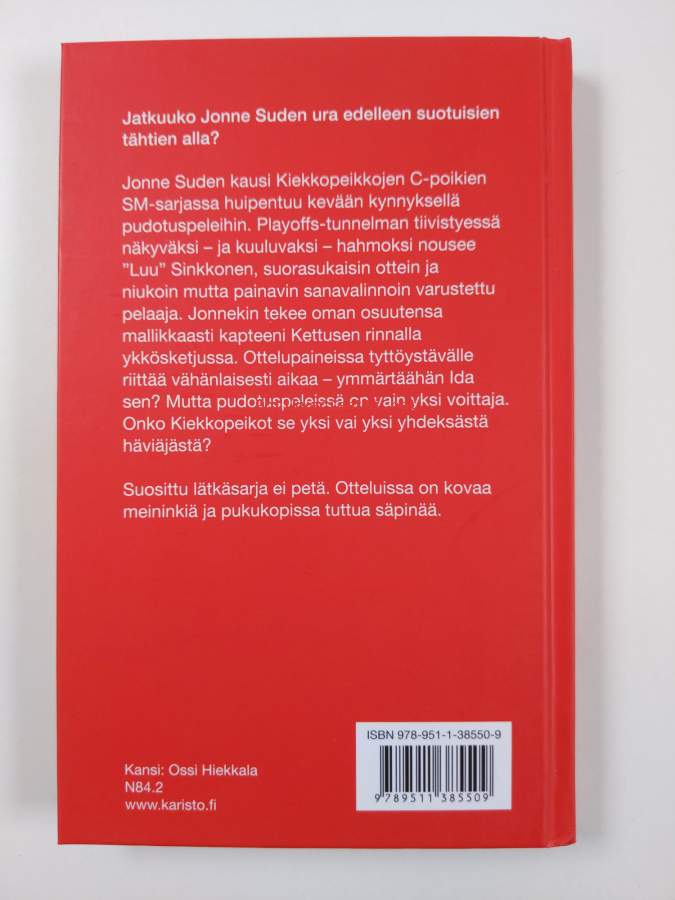 Jatkuuko Jonne Suden ura edelleen suotuisien
tähtien alla?
Jonne Suden kausi Kiekkopeikkojen C-poikien
SM-sarjassa huipentuu kevään kynnyksellä
pudotuspeleihin. Playoffs-tunnelman tiivistyessä
näkyväksi – ja kuuluvaksi – hahmoksi nousee
”Luu” Sinkkonen, suorasukaisin ottein ja
niukoin mutta painavin sanavalinnoin varustettu
pelaaja. Jonnekin tekee oman osuutensa
mallikkaasti kapteeni Kettusen rinnalla
ykkösketjussa. Ottelupaineissa tyttöystävälle
riittää vähänlaisesti aikaa – ymmärtäähän Ida
sen? Mutta pudotuspeleissä on vain yksi voittaja.
Onko Kiekkopeikot se yksi vai yksi yhdeksästä
häviäjästä?
Suosittu lätkäsarja ei petä. Otteluissa on kovaa
meininkiä ja pukukopissa tuttua säpinää.
ISBN 978-951-1-38550-9
9 789511 385509
Kansi: Ossi Hiekkala
N84.2
www.karisto.fi